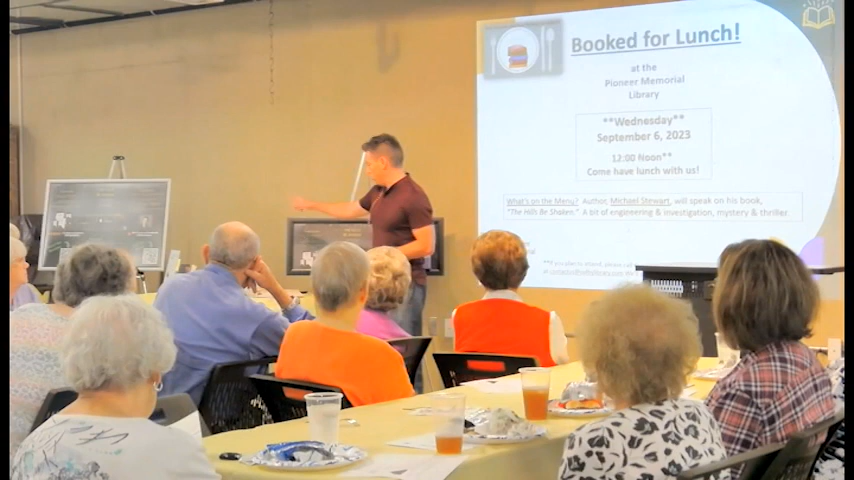 Booked for Lunch!
at the
Pioneer Memorial
Library
**Wednesday**
September 6, 2023
12:00 Noon**
Come have lunch with us!
What's on the Menu? Author, Michael Stewart, will speak on his book,
"The Hills Be Shaken." A bit of engineering & investigation, mystery & thriller